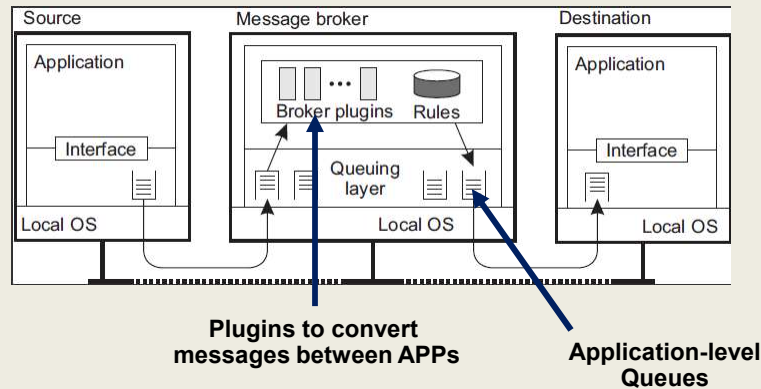 Source
Message broker
Destination
Application
Broker plugins
Rules
Application
Interface
Queuing
layer
Interface
Local OS
Local OS
Local OS
Plugins to convert
messages between APPs
Application-level
Queues